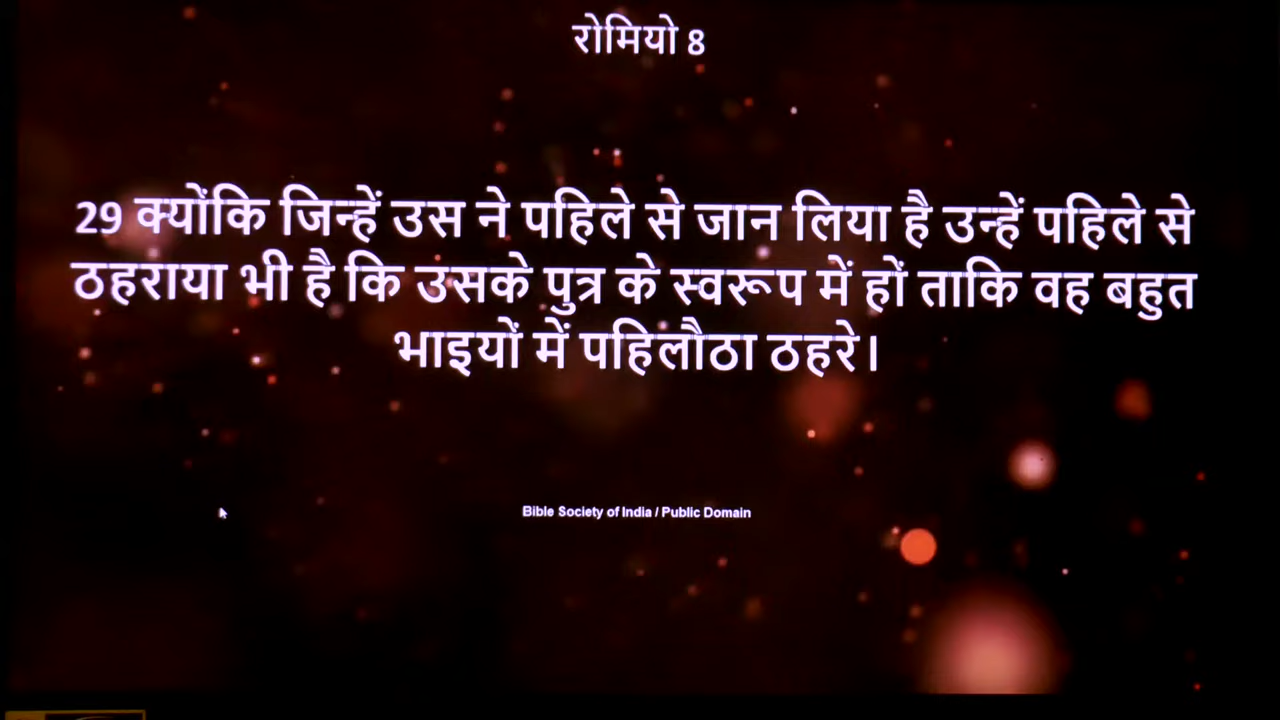 रोमियो 8
29 क्योंकि जिन्हें उस ने पहिले से जान लिया है उन्हें पहिले से
ठहराया भी है कि उसके पुत्र के स्वरूप में हों ताकि वह बहुत
भाइयों में पहिलौठा ठहरे।
Bible Society of India / Public Domain